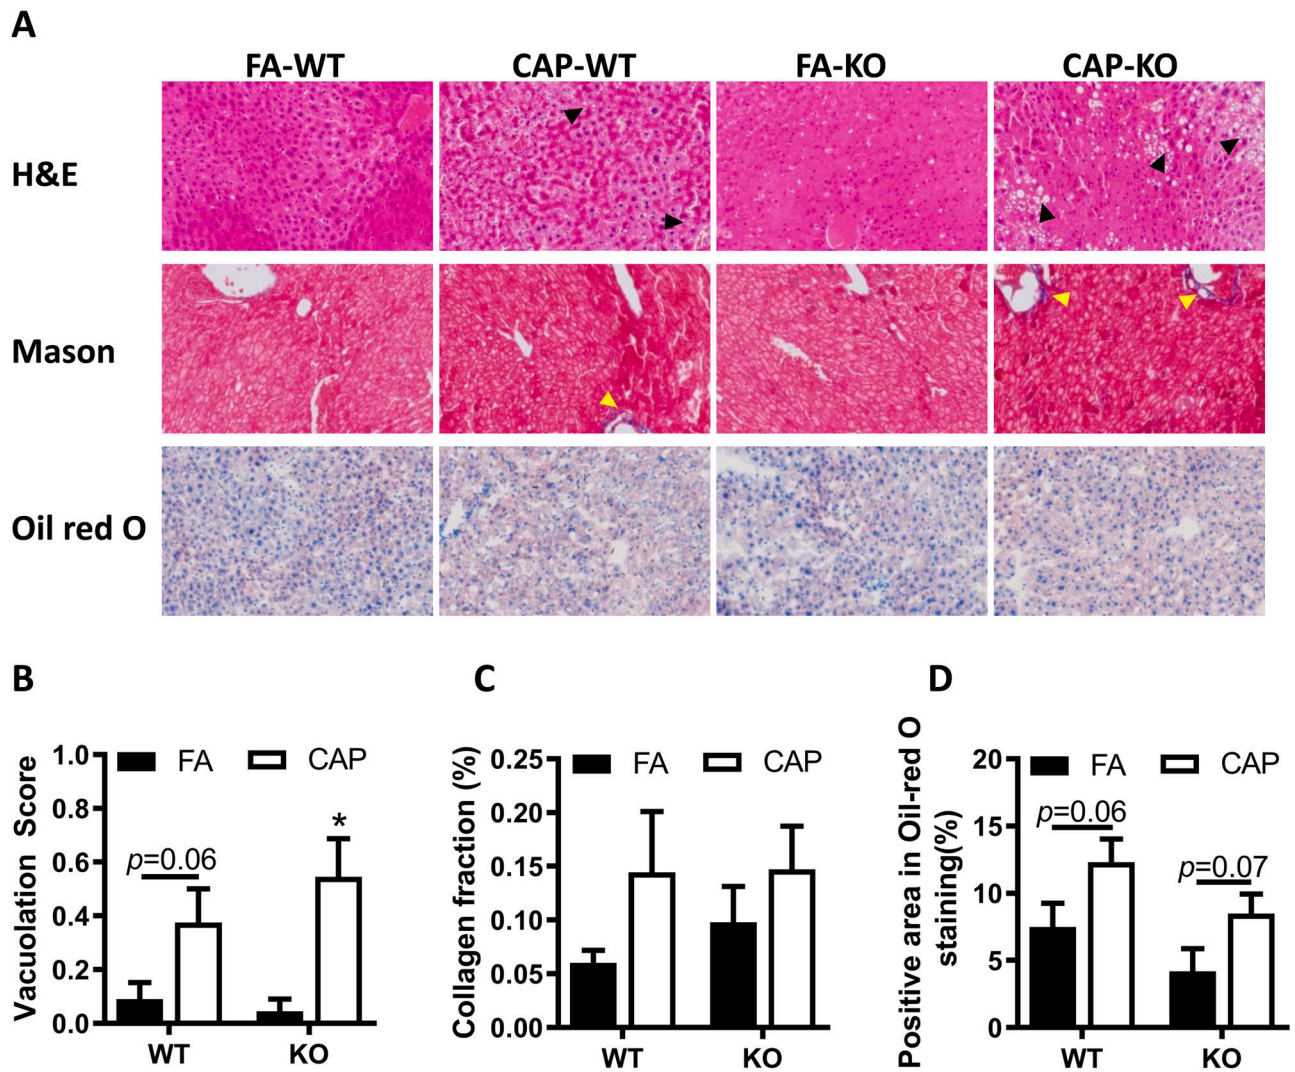 A
FA-WT CAP-WT FA-KO CAP-KO
H&E
Mason
Oil red O
B
C
D
Vacuolation Score
1.0
0.8
0.6
0.4
0.2
0.0
FA CAP
p=0.06
*
WT KO
Collagen fraction (%)
0.25
0.20
0.15
0.10
0.05
0.00
FA CAP
WT KO
Positive area in Oil-red O
staining(%)
20
15
10
5
0
FA CAP
p=0.06
p=0.07
WT KO